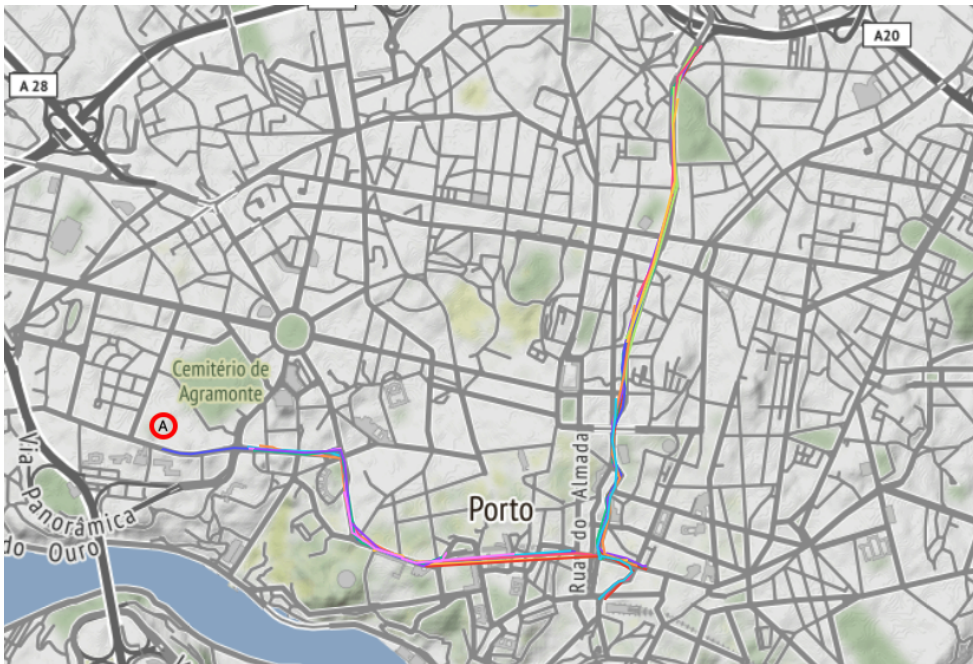 A20
A 28
Cemitério de
Agramonte
A
Via Panorâmica
do Ouro
Porto
Rua do Almada